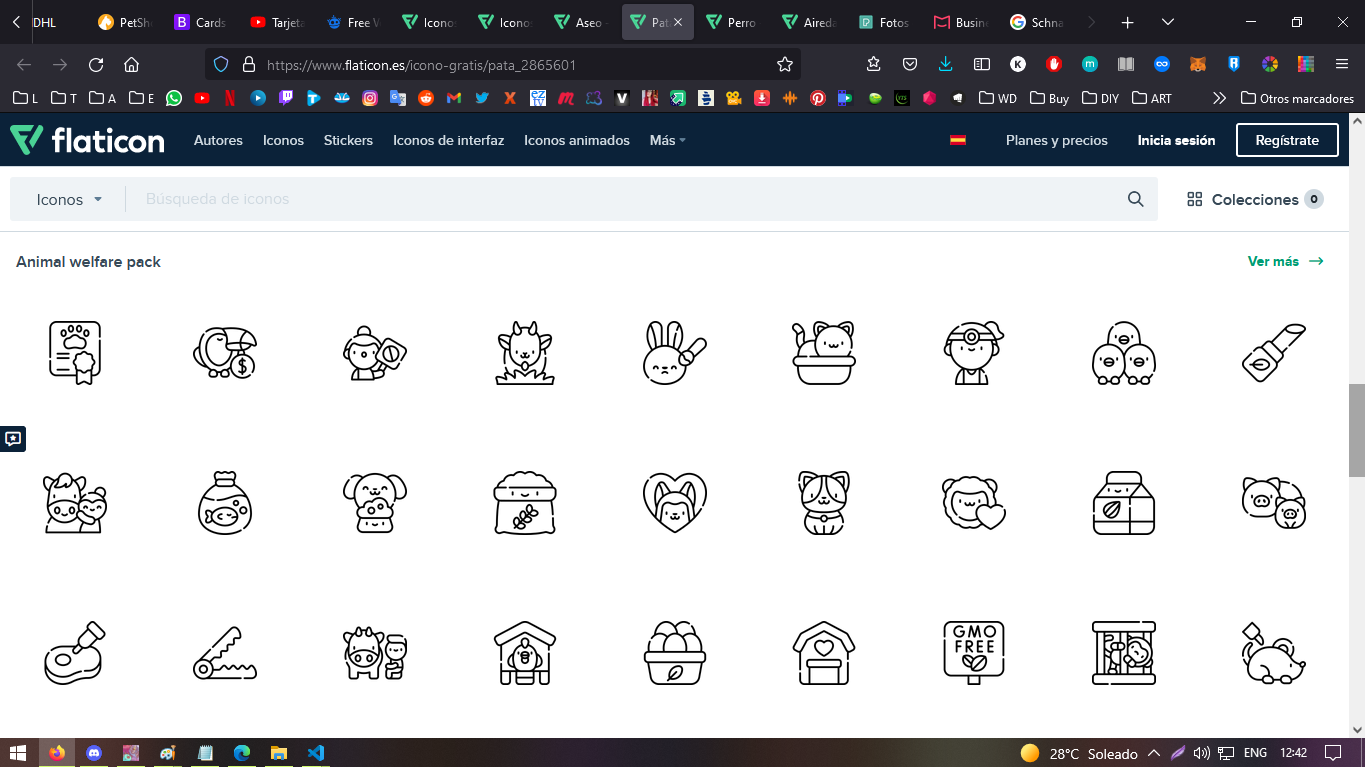 DHL PetSh Cards Tarjeta Free V Icono Icono Aseo - Pat Perro Aireda Fotos Busine Schna
https://www.flaticon.es/icono-gratis/pata_2865601
L T A E WD Buy DIY ART Otros marcadores
flaticon Autores Iconos Stickers Iconos de interfaz Iconos animados Más Planes y precios Inicia sesión Regístrate
Iconos Búsqueda de iconos Colecciones 0
Animal welfare pack Ver más
GMO
FREE
28°C Soleado ENG 12:42